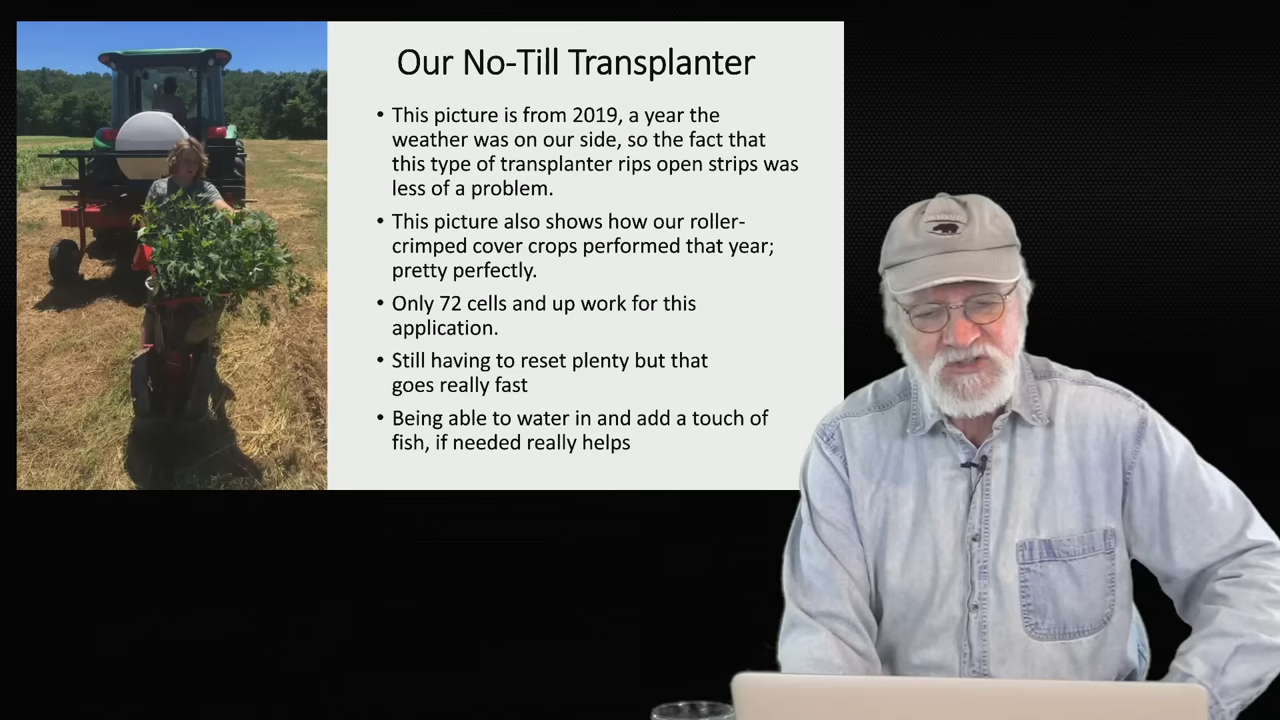 Our No-Till Transplanter
• This picture is from 2019, a year the
weather was on our side, so the fact that
this type of transplanter rips open strips was
less of a problem.
• This picture also shows how our roller-
crimped cover crops performed that year;
pretty perfectly.
• Only 72 cells and up work for this
application.
• Still having to reset plenty but that
goes really fast
• Being able to water in and add a touch of
fish, if needed really helps